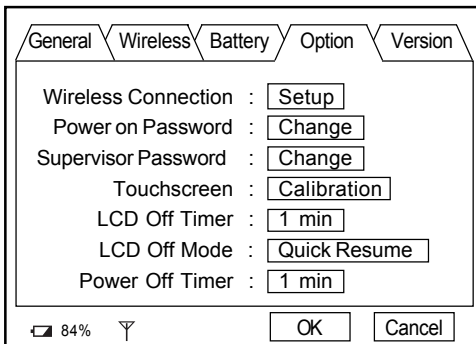 General Wireless Battery Option Version
Wireless Connection : Setup
Power on Password : Change
Supervisor Password : Change
Touchscreen : Calibration
LCD Off Timer : 1 min
LCD Off Mode : Quick Resume
Power Off Timer : 1 min
84% OK Cancel